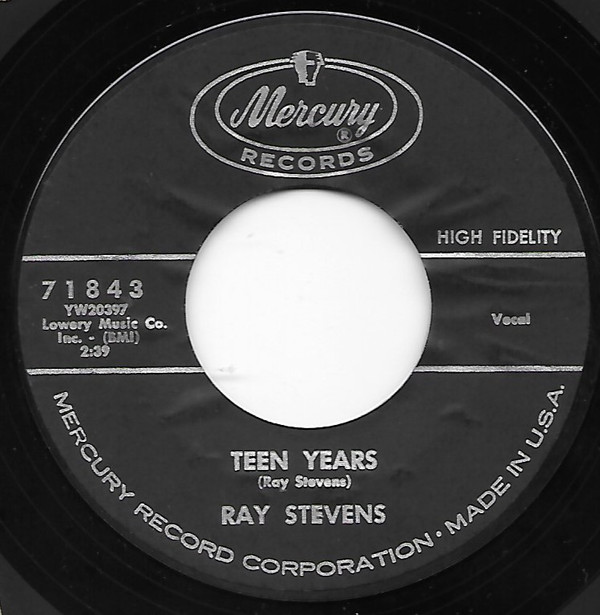 Mercury
®
RECORDS
HIGH FIDELITY
71843
YW20397
Lowery Music Co.
Inc. - (BMI)
2:39
Vocal
TEEN YEARS
(Ray Stevens)
RAY STEVENS
MERCURY RECORD CORPORATION • MADE IN U.S.A.